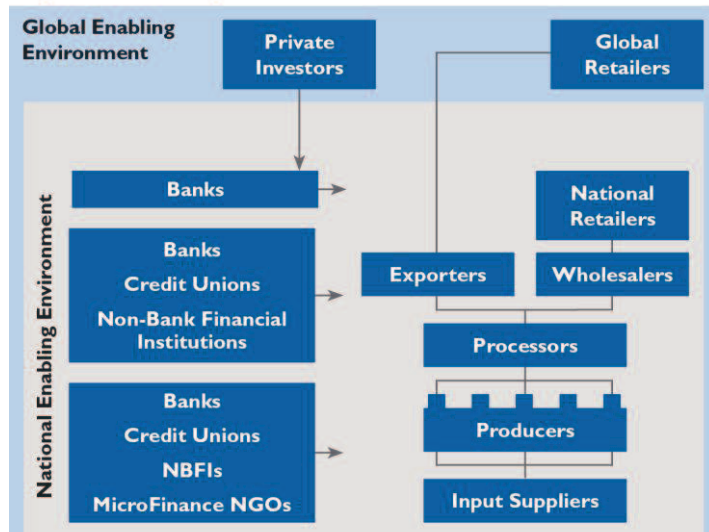 Global Enabling
Environment
Private
Investors
Global
Retailers
National Enabling Environment
Banks
National
Retailers
Banks
Credit Unions
Non-Bank Financial
Institutions
Exporters
Wholesalers
Processors
Banks
Credit Unions
NBFIs
MicroFinance NGOs
Producers
Input Suppliers